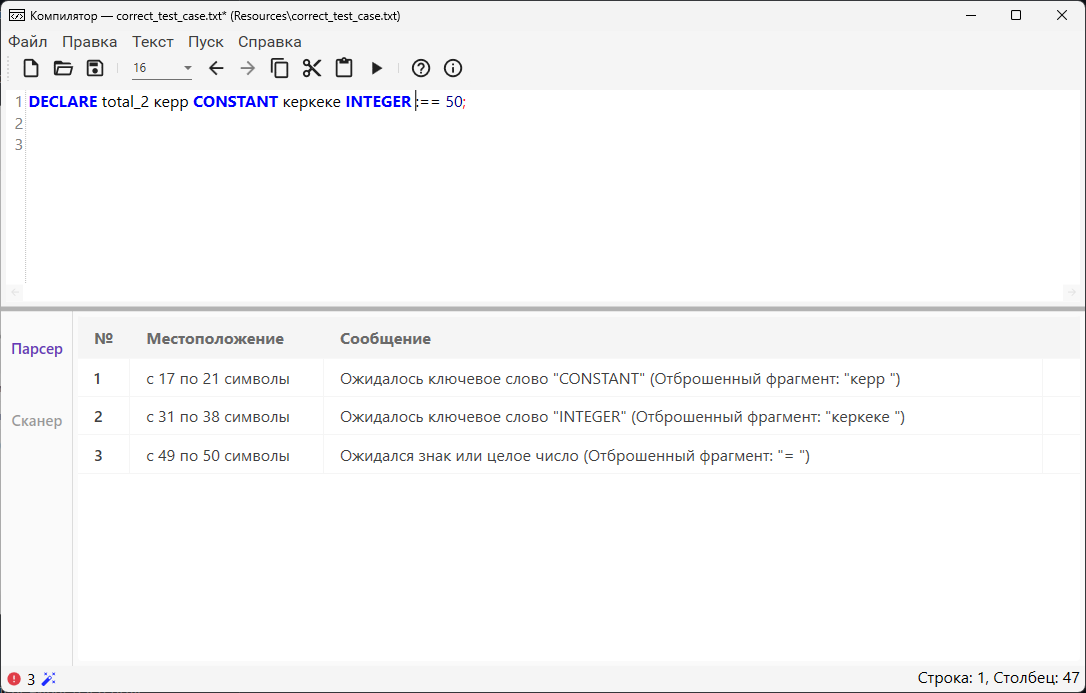 Компилятор — correct_test_case.txt* (Resources\correct_test_case.txt)
Файл Правка Текст Пуск Справка
16
1 DECLARE total_2 керр CONSTANT керкеке INTEGER :== 50;
2
3
№ Местоположение Сообщение
Парсер
1 с 17 по 21 символы Ожидалось ключевое слово "CONSTANT" (Отброшенный фрагмент: "керр ")
2 с 31 по 38 символы Ожидалось ключевое слово "INTEGER" (Отброшенный фрагмент: "керкеке ")
Сканер
3 с 49 по 50 символы Ожидался знак или целое число (Отброшенный фрагмент: "= ")
3 Строка: 1, Столбец: 47